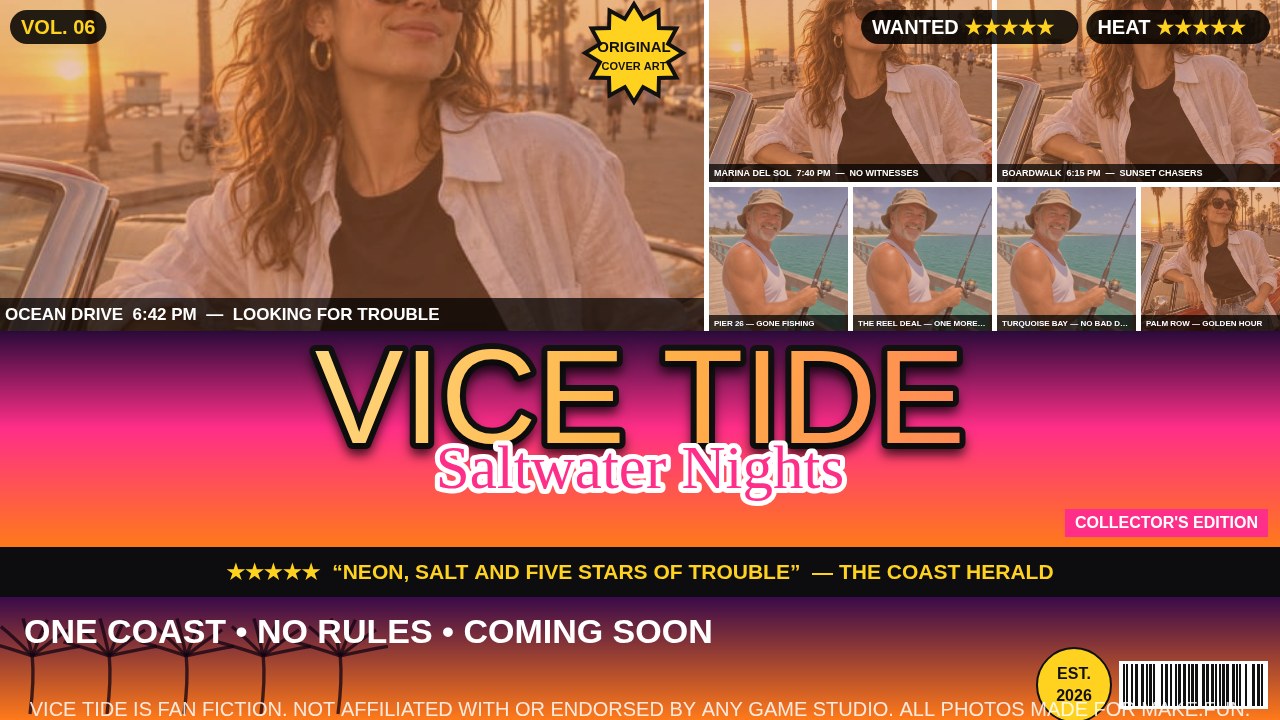 VOL. 06
ORIGINAL
COVER ART
WANTED ★★★★★
HEAT ★★★★★
OCEAN DRIVE 6:42 PM — LOOKING FOR TROUBLE
MARINA DEL SOL 7:40 PM — NO WITNESSES
BOARDWALK 6:15 PM — SUNSET CHASERS
PIER 26 — GONE FISHING
THE REEL DEAL — ONE MORE...
TURQUOISE BAY — NO BAD D...
PALM ROW — GOLDEN HOUR
VICE TIDE
Saltwater Nights
COLLECTOR'S EDITION
★★★★★ “NEON, SALT AND FIVE STARS OF TROUBLE” — THE COAST HERALD
ONE COAST • NO RULES • COMING SOON
EST.
2026
VICE TIDE IS FAN FICTION. NOT AFFILIATED WITH OR ENDORSED BY ANY GAME STUDIO. ALL PHOTOS MADE FOR MAKE.FUN.